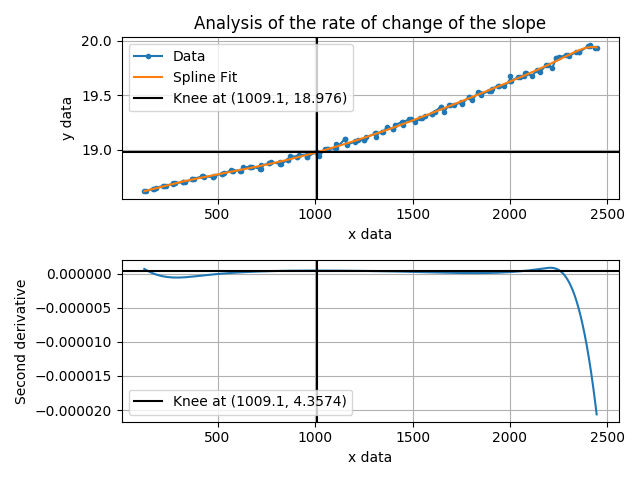 Analysis of the rate of change of the slope
y data
20.0
19.5
19.0
Data
Spline Fit
Knee at (1009.1, 18.976)
500
1000
1500
2000
2500
x data
Second derivative
0.000000
−0.000005
−0.000010
−0.000015
−0.000020
Knee at (1009.1, 4.3574)
500
1000
1500
2000
2500
x data